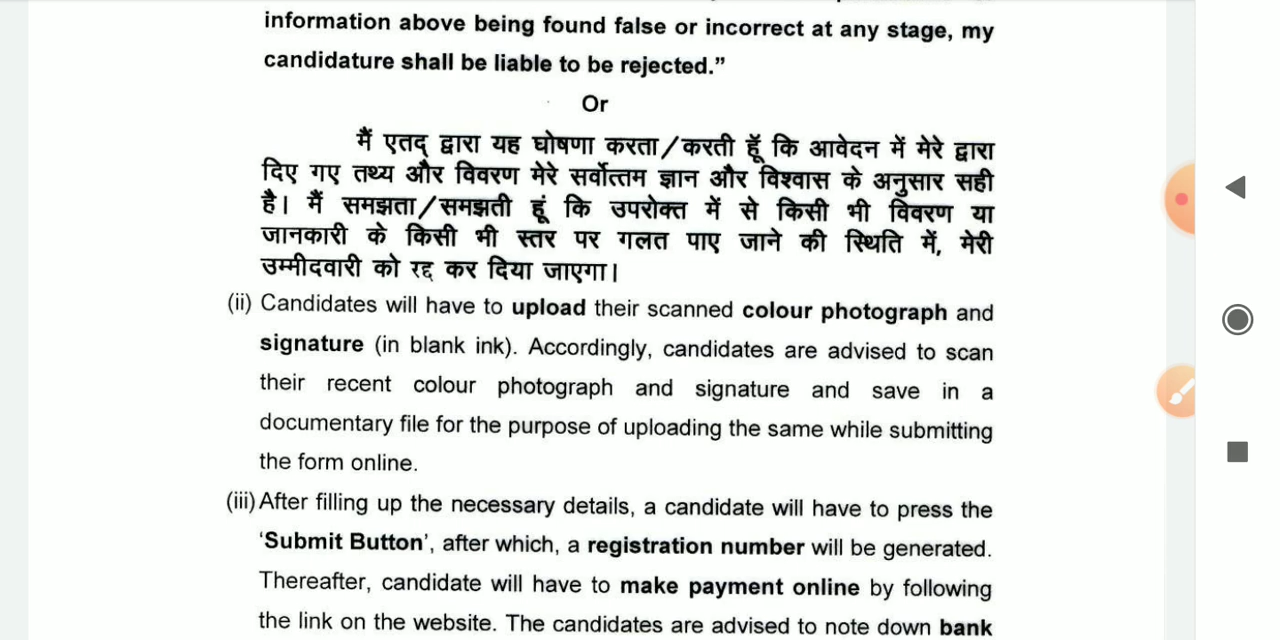 information above being found false or incorrect at any stage, my
candidature shall be liable to be rejected.”
Or
मैं एतद् द्वारा यह घोषणा करता/करती हूँ कि आवेदन में मेरे द्वारा
दिए गए तथ्य और विवरण मेरे सर्वोत्तम ज्ञान और विश्वास के अनुसार सही
है। मैं समझता/समझती हूं कि उपरोक्त में से किसी भी विवरण या
जानकारी के किसी भी स्तर पर गलत पाए जाने की स्थिति में, मेरी
उम्मीदवारी को रद्द कर दिया जाएगा।
(ii) Candidates will have to upload their scanned colour photograph and
signature (in blank ink). Accordingly, candidates are advised to scan
their recent colour photograph and signature and save in a
documentary file for the purpose of uploading the same while submitting
the form online.
(iii) After filling up the necessary details, a candidate will have to press the
‘Submit Button’, after which, a registration number will be generated.
Thereafter, candidate will have to make payment online by following
the link on the website. The candidates are advised to note down bank